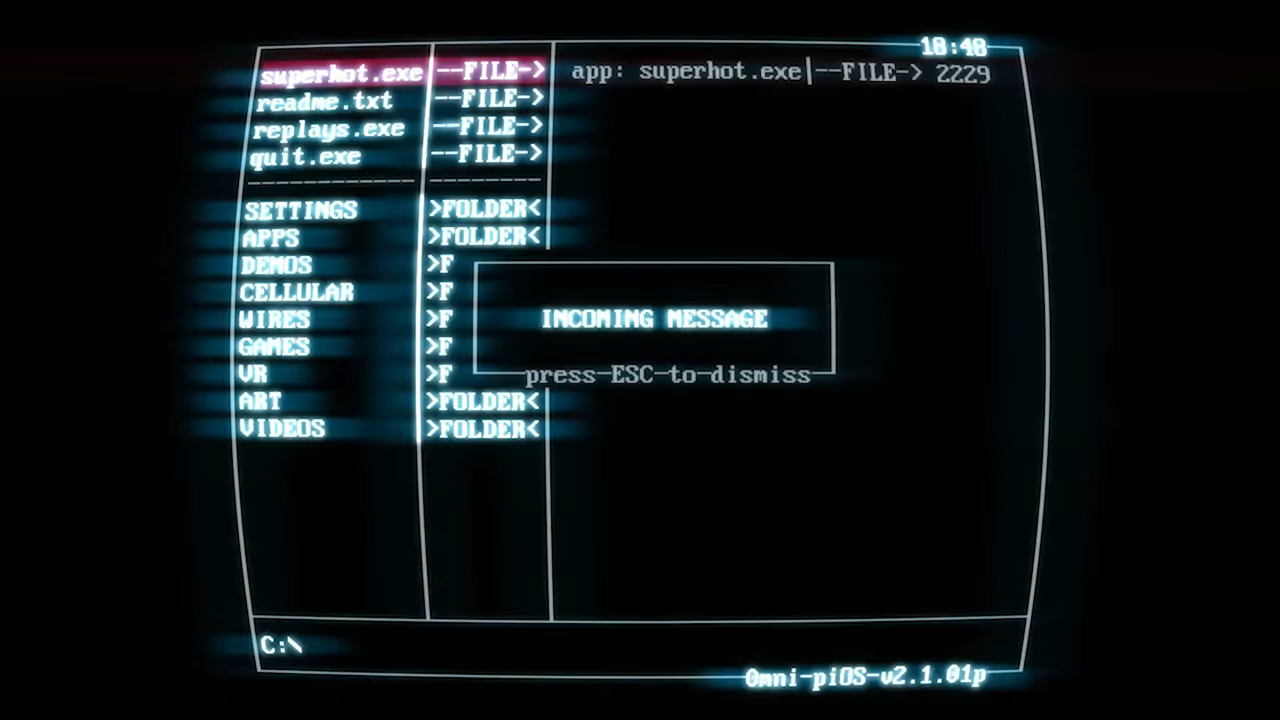 18:48
superhot.exe --FILE-> app: superhot.exe --FILE-> 2229
readme.txt --FILE->
replays.exe --FILE->
quit.exe --FILE->
SETTINGS >FOLDER<
APPS >FOLDER<
DEMOS >F
CELLULAR >F
WIRES >F
INCOMING MESSAGE
GAMES >F
VR >F
press ESC to dismiss
ART >FOLDER<
VIDEOS >FOLDER<
C:\
0mni-piOS-v2.1.01p